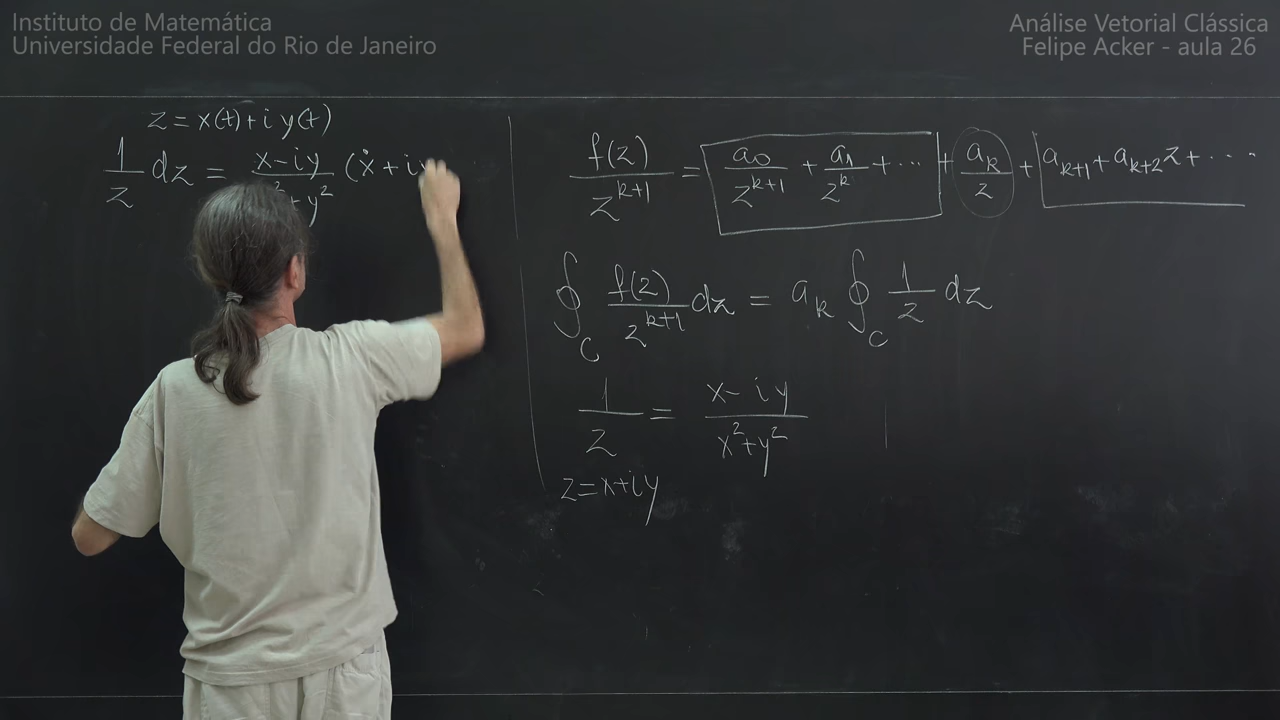 Instituto de Matemática
Universidade Federal do Rio de Janeiro
Análise Vetorial Clássica
Felipe Acker - aula 26
z = x(t) + i y(t)
1/z dz = (x - iy)/(x² + y²) (ẋ + i
f(z)/z^{k+1} = a₀/z^{k+1} + a₁/z^k + ··· + a_k/z + a_{k+1} + a_{k+2} z + ····
∮_C f(z)/z^{k+1} dz = a_k ∮_C 1/z dz
1/z = (x - iy)/(x² + y²)
z = x + iy